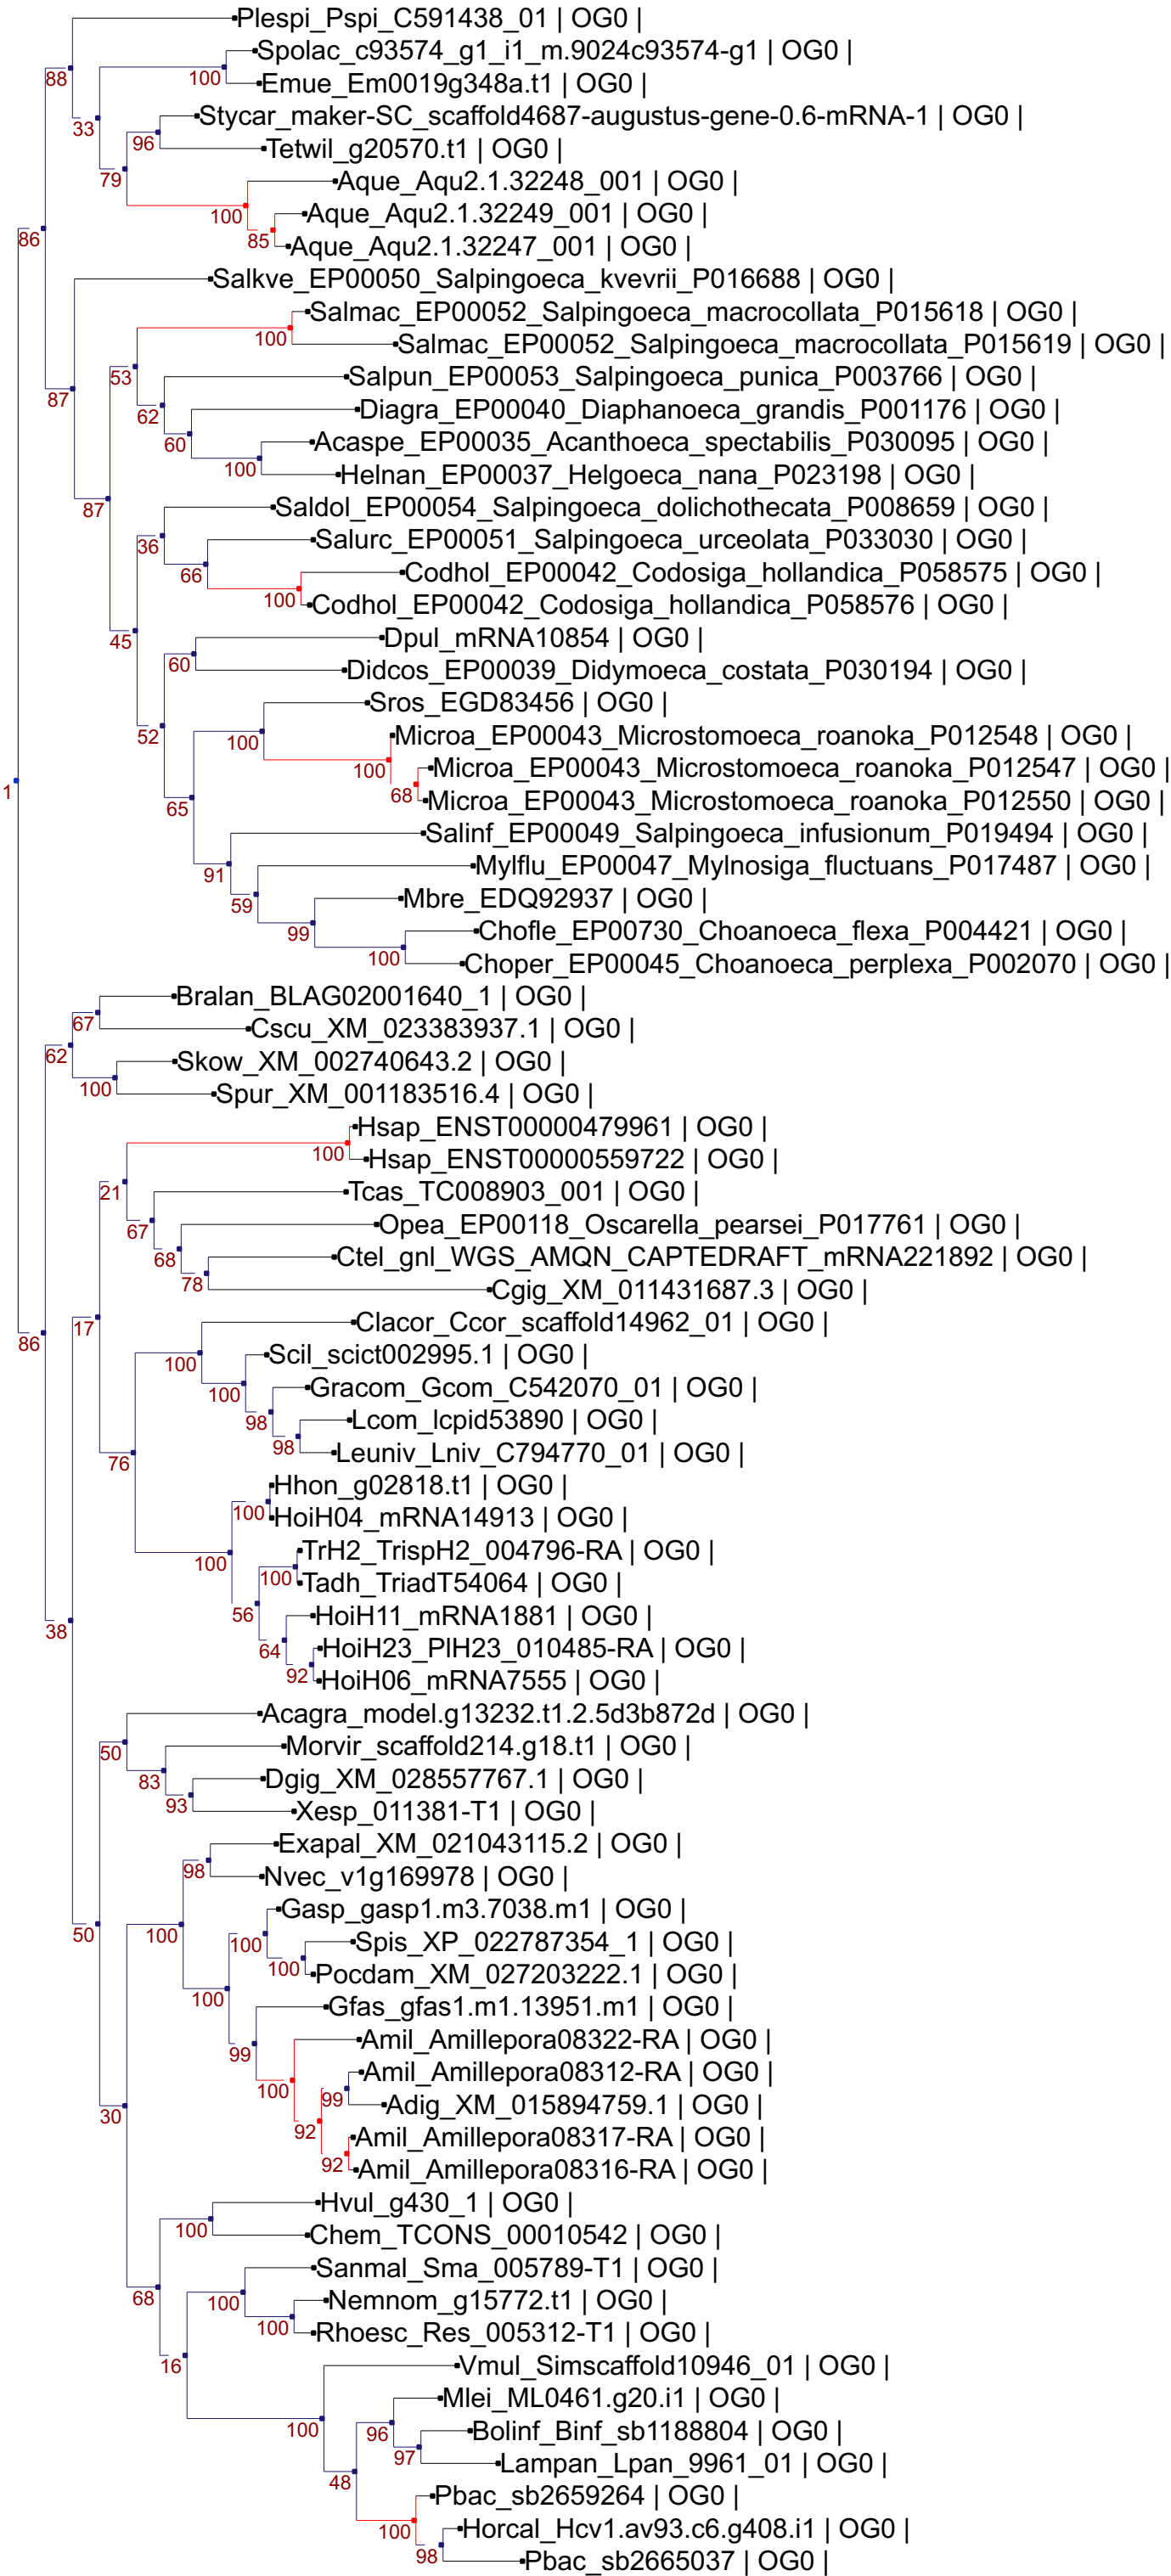 Plespi_Pspi_C591438_01 | OG0 |
Spolac_c93574_g1_i1_m.9024c93574-g1 | OG0 |
88
100
Emue_Em0019g348a.t1 | OG0 |
Stycar_maker-SC_scaffold4687-augustus-gene-0.6-mRNA-1 | OG0 |
33
96
Tetwil_g20570.t1 | OG0 |
79
Aque_Aqu2.1.32248_001 | OG0 |
100
Aque_Aqu2.1.32249_001 | OG0 |
86
85
Aque_Aqu2.1.32247_001 | OG0 |
Salkve_EP00050_Salpingoeca_kvevrii_P016688 | OG0 |
Salmac_EP00052_Salpingoeca_macrocollata_P015618 | OG0 |
100
Salmac_EP00052_Salpingoeca_macrocollata_P015619 | OG0 |
53
Salpun_EP00053_Salpingoeca_punica_P003766 | OG0 |
87
62
Diagra_EP00040_Diaphanoeca_grandis_P001176 | OG0 |
60
Acaspe_EP00035_Acanthoeca_spectabilis_P030095 | OG0 |
100
Helnan_EP00037_Helgoeca_nana_P023198 | OG0 |
87
Saldol_EP00054_Salpingoeca_dolichothecata_P008659 | OG0 |
36
Salurc_EP00051_Salpingoeca_urceolata_P033030 | OG0 |
66
Codhol_EP00042_Codosiga_hollandica_P058575 | OG0 |
100
Codhol_EP00042_Codosiga_hollandica_P058576 | OG0 |
45
Dpul_mRNA10854 | OG0 |
60
Didcos_EP00039_Didymoeca_costata_P030194 | OG0 |
Sros_EGD83456 | OG0 |
52
100
Microa_EP00043_Microstomoeca_roanoka_P012548 | OG0 |
100
Microa_EP00043_Microstomoeca_roanoka_P012547 | OG0 |
1
68
Microa_EP00043_Microstomoeca_roanoka_P012550 | OG0 |
65
Salinf_EP00049_Salpingoeca_infusionum_P019494 | OG0 |
91
Mylflu_EP00047_Mylnosiga_fluctuans_P017487 | OG0 |
59
Mbre_EDQ92937 | OG0 |
99
Chofle_EP00730_Choanoeca_flexa_P004421 | OG0 |
100
Choper_EP00045_Choanoeca_perplexa_P002070 | OG0 |
Bralan_BLAG02001640_1 | OG0 |
67
Cscu_XM_023383937.1 | OG0 |
62
Skow_XM_002740643.2 | OG0 |
100
Spur_XM_001183516.4 | OG0 |
Hsap_ENST00000479961 | OG0 |
100
Hsap_ENST00000559722 | OG0 |
21
Tcas_TC008903_001 | OG0 |
67
Opea_EP00118_Oscarella_pearsei_P017761 | OG0 |
68
Ctel_gnl_WGS_AMQN_CAPTEDRAFT_mRNA221892 | OG0 |
78
Cgig_XM_011431687.3 | OG0 |
17
86
Clacor_Ccor_scaffold14962_01 | OG0 |
100
Scil_scict002995.1 | OG0 |
100
Gracom_Gcom_C542070_01 | OG0 |
98
Lcom_lcpid53890 | OG0 |
98
Leuniv_Lniv_C794770_01 | OG0 |
76
Hhon_g02818.t1 | OG0 |
100
HoiH04_mRNA14913 | OG0 |
100
TrH2_TrispH2_004796-RA | OG0 |
100
Tadh_TriadT54064 | OG0 |
56
HoiH11_mRNA1881 | OG0 |
38
64
HoiH23_PlH23_010485-RA | OG0 |
92
HoiH06_mRNA7555 | OG0 |
Acagra_model.g13232.t1.2.5d3b872d | OG0 |
50
Morvir_scaffold214.g18.t1 | OG0 |
83
Dgig_XM_028557767.1 | OG0 |
93
Xesp_011381-T1 | OG0 |
Exapal_XM_021043115.2 | OG0 |
98
Nvec_v1g169978 | OG0 |
50
100
Gasp_gasp1.m3.7038.m1 | OG0 |
100
Spis_XP_022787354_1 | OG0 |
100
Pocdam_XM_027203222.1 | OG0 |
100
Gfas_gfas1.m1.13951.m1 | OG0 |
99
Amil_Amillepora08322-RA | OG0 |
100
Amil_Amillepora08312-RA | OG0 |
99
Adig_XM_015894759.1 | OG0 |
30
92
Amil_Amillepora08317-RA | OG0 |
92
Amil_Amillepora08316-RA | OG0 |
Hvul_g430_1 | OG0 |
100
Chem_TCONS_00010542 | OG0 |
Sanmal_Sma_005789-T1 | OG0 |
68
100
Nemnom_g15772.t1 | OG0 |
100
Rhoesc_Res_005312-T1 | OG0 |
16
Vmul_Simscaffold10946_01 | OG0 |
Mlei_ML0461.g20.i1 | OG0 |
100
96
Bolinf_Binf_sb1188804 | OG0 |
97
Lampan_Lpan_9961_01 | OG0 |
48
Pbac_sb2659264 | OG0 |
100
Horcal_Hcv1.av93.c6.g408.i1 | OG0 |
98
Pbac_sb2665037 | OG0 |